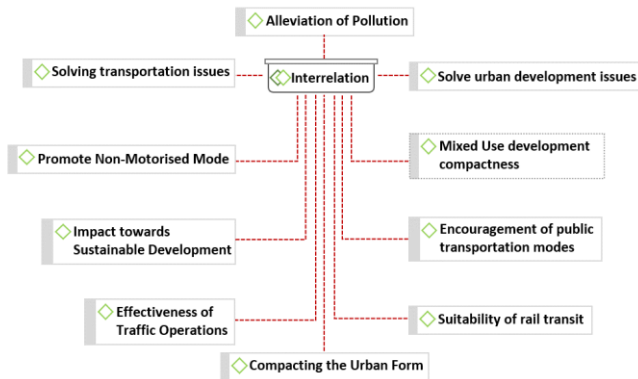 Alleviation of Pollution
Solving transportation issues
Interrelation
Solve urban development issues
Promote Non-Motorised Mode
Mixed Use development
compactness
Impact towards
Sustainable Development
Encouragement of public
transportation modes
Effectiveness of
Traffic Operations
Suitability of rail transit
Compacting the Urban Form